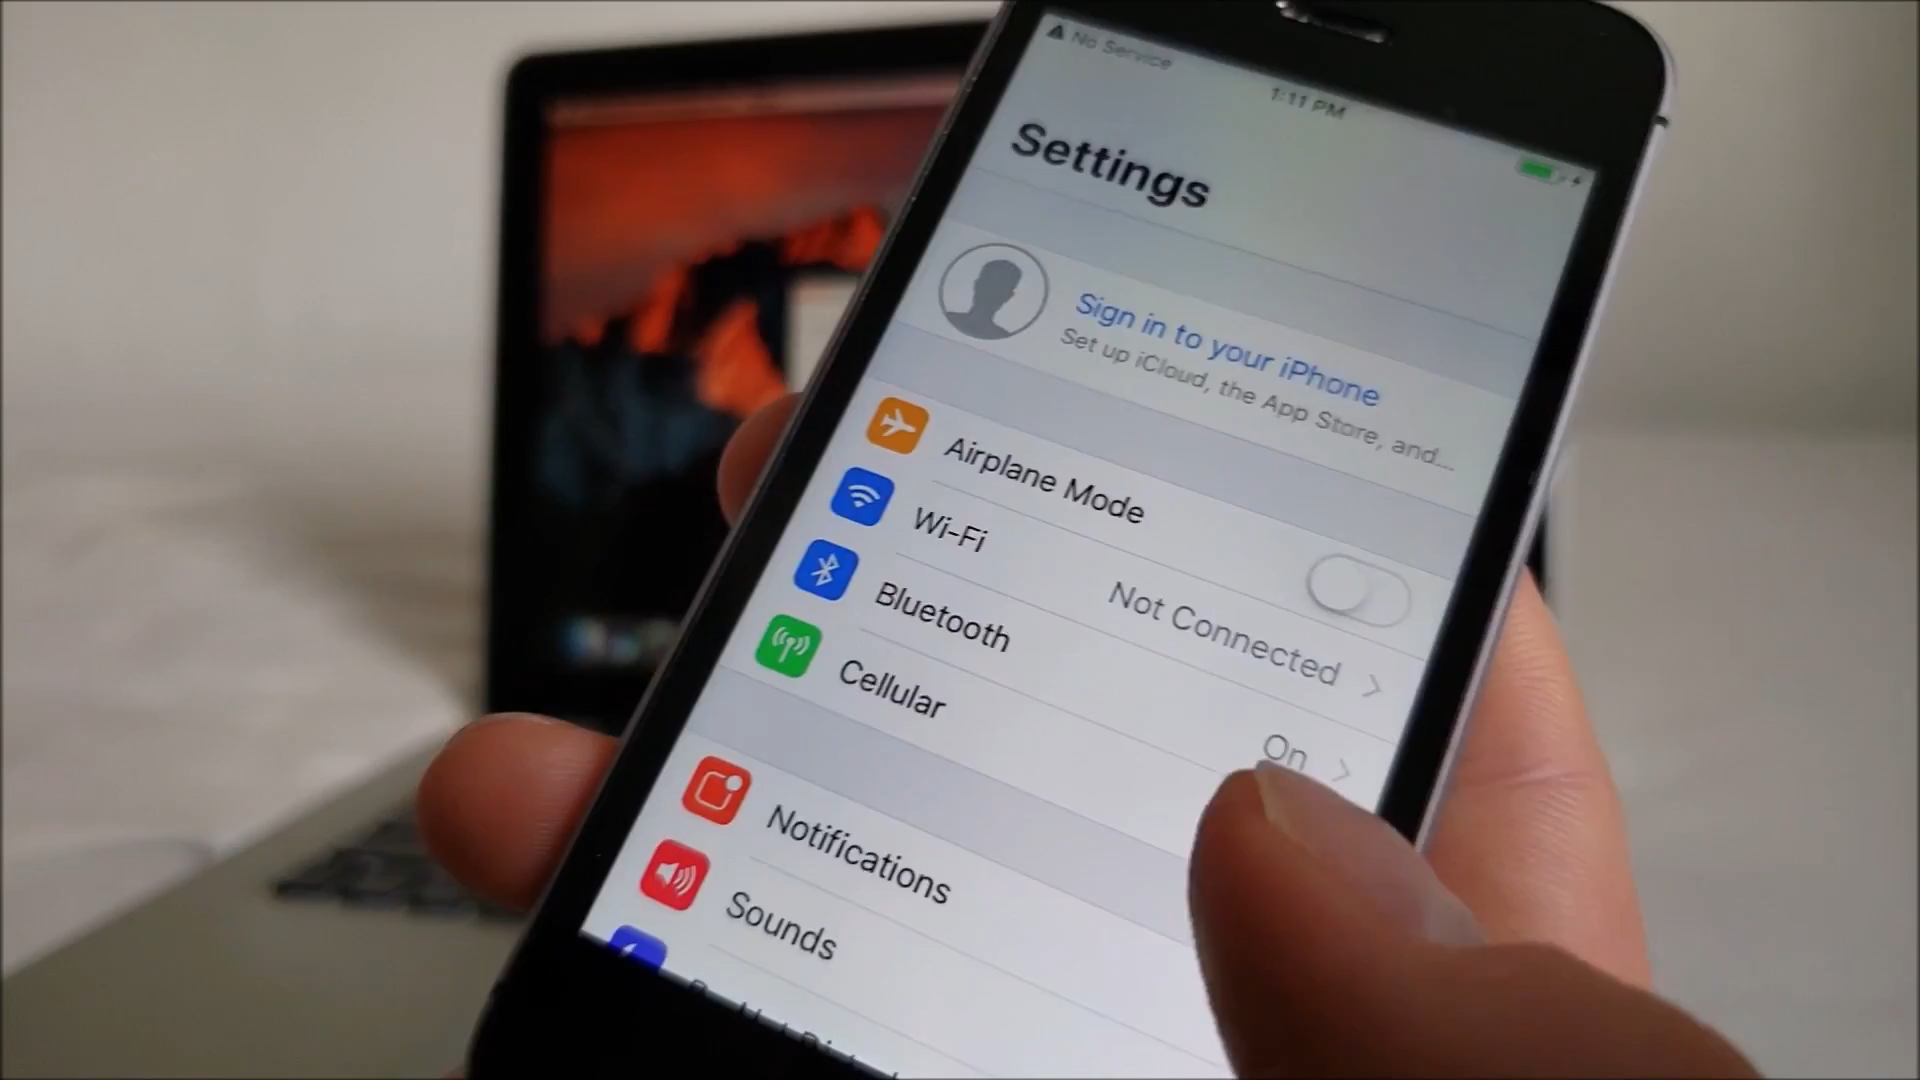 No Service
1:11 PM
Settings
Sign in to your iPhone
Set up iCloud, the App Store, and...
Airplane Mode
Wi-Fi
Not Connected
Bluetooth
On
Cellular
Notifications
Sounds